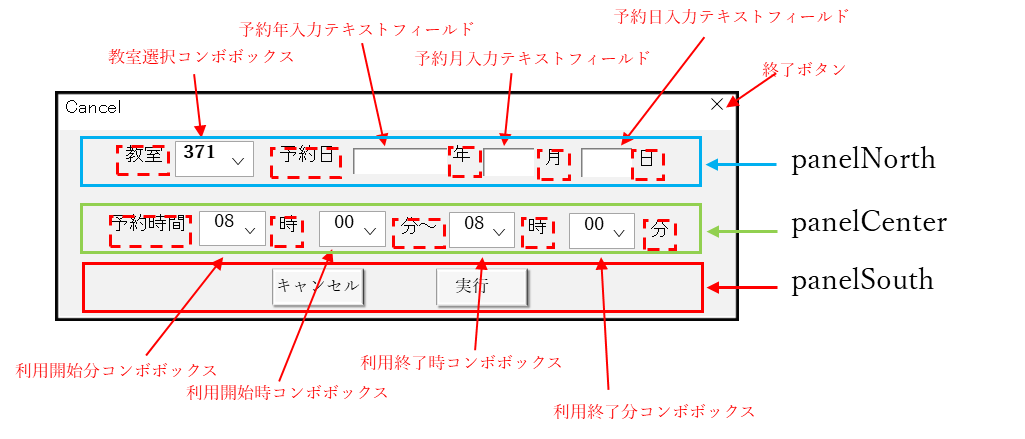 予約日入力テキストフィールド
予約年入力テキストフィールド
教室選択コンボボックス
予約月入力テキストフィールド
終了ボタン
Cancel
教室 371 予約日 年 月 日
panelNorth
予約時間 08 時 00 分～ 08 時 00 分
panelCenter
キャンセル 実行
panelSouth
利用開始分コンボボックス
利用終了時コンボボックス
利用開始時コンボボックス
利用終了分コンボボックス